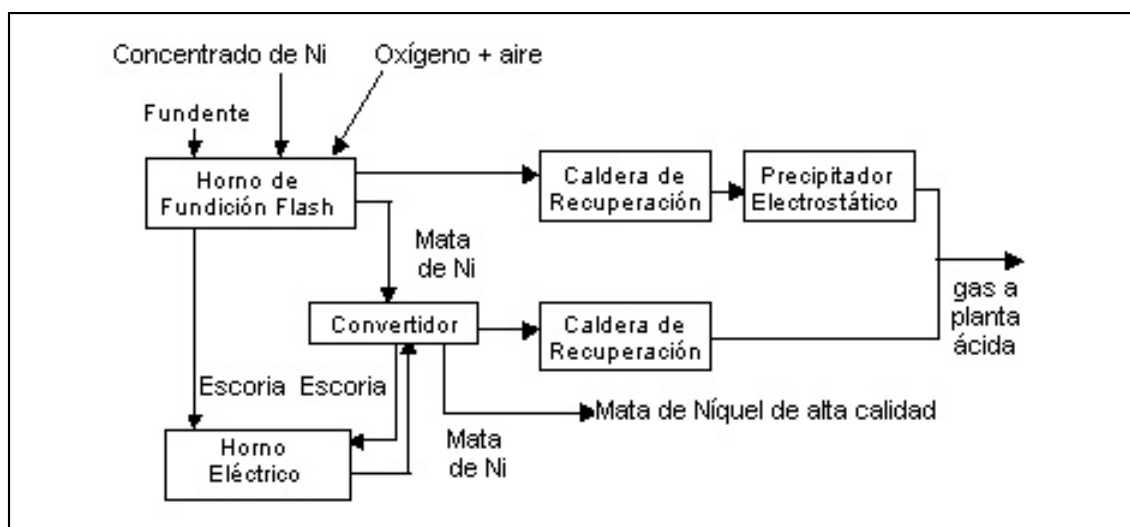 Concentrado de Ni
Oxígeno + aire
Fundente
Horno de
Fundición Flash
Caldera de
Recuperación
Precipitador
Electrostático
Mata
de Ni
gas a
planta
ácida
Convertidor
Caldera de
Recuperación
Escoria
Escoria
Mata de Níquel de alta calidad
Mata
de Ni
Horno
Eléctrico